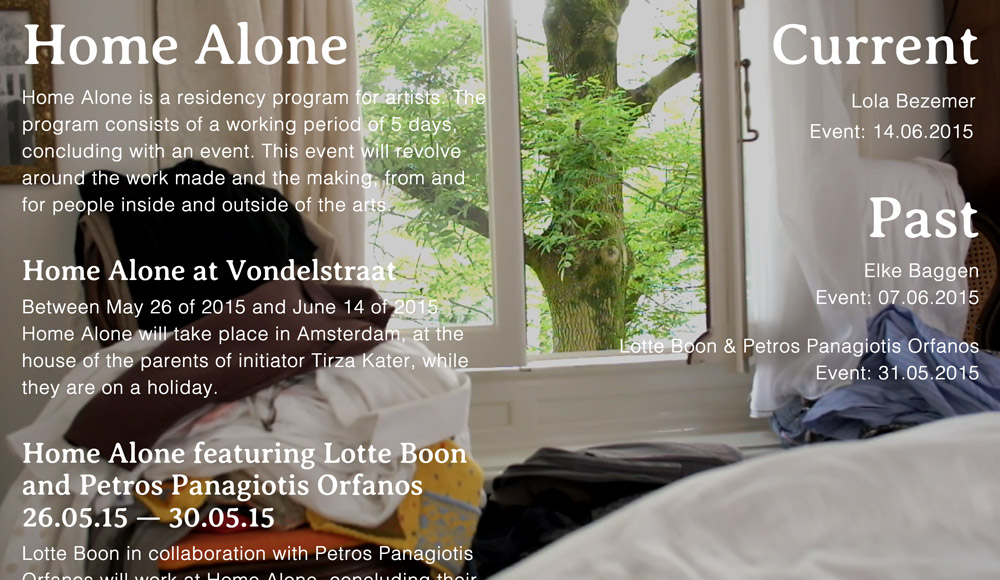 Home Alone
Home Alone is a residency program for artists. The
program consists of a working period of 5 days,
concluding with an event. This event will revolve
around the work made and the making, from and
for people inside and outside of the arts.
Home Alone at Vondelstraat
Between May 26 of 2015 and June 14 of 2015
Home Alone will take place in Amsterdam, at the
house of the parents of initiator Tirza Kater, while
they are on a holiday.
Home Alone featuring Lotte Boon
and Petros Panagiotis Orfanos
26.05.15 — 30.05.15
Lotte Boon in collaboration with Petros Panagiotis
Orfanos will work at Home Alone, concluding their
Current
Lola Bezemer
Event: 14.06.2015
Past
Elke Baggen
Event: 07.06.2015
Lotte Boon & Petros Panagiotis Orfanos
Event: 31.05.2015